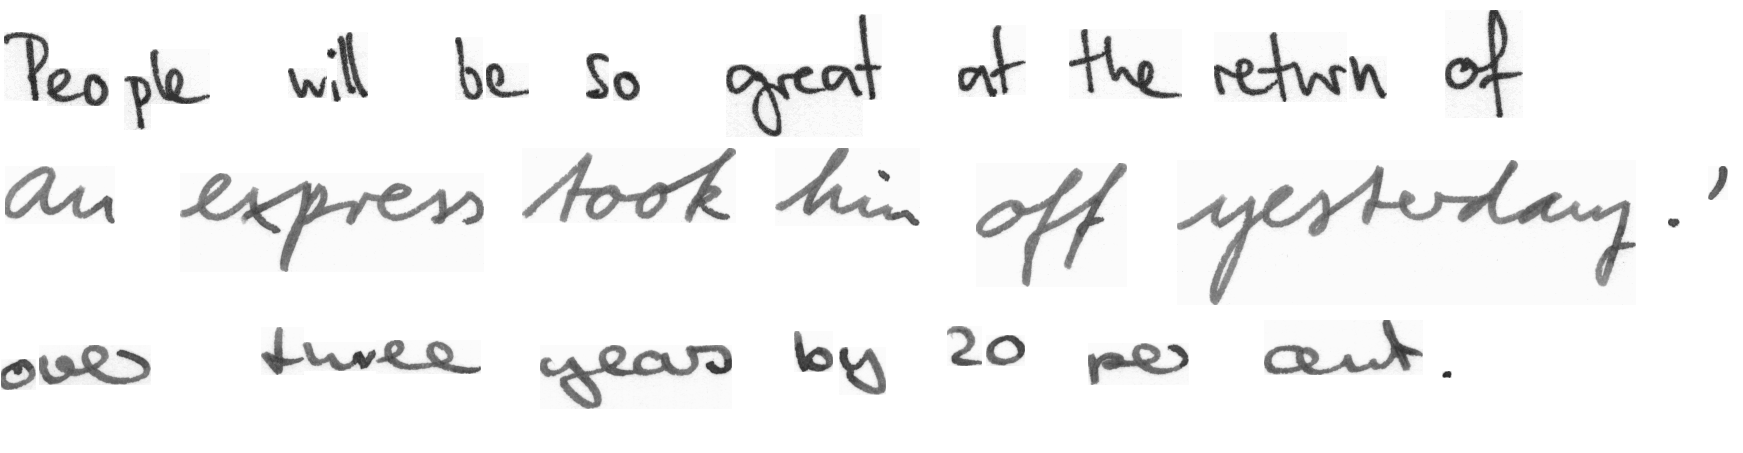 People will be so great at the return of
an express took him off yesterday. '
over three years by 20 per cent.